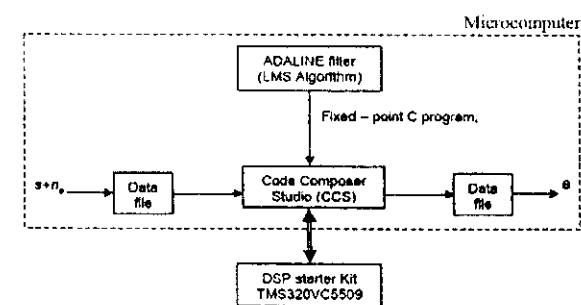 Microcomputer
ADALINE filter
(LMS Algorithm)
Fixed – point C program,
s+nₒ
Data
file
Code Composer
Studio (CCS)
Data
file
e
DSP starter Kit
TMS320VC5509